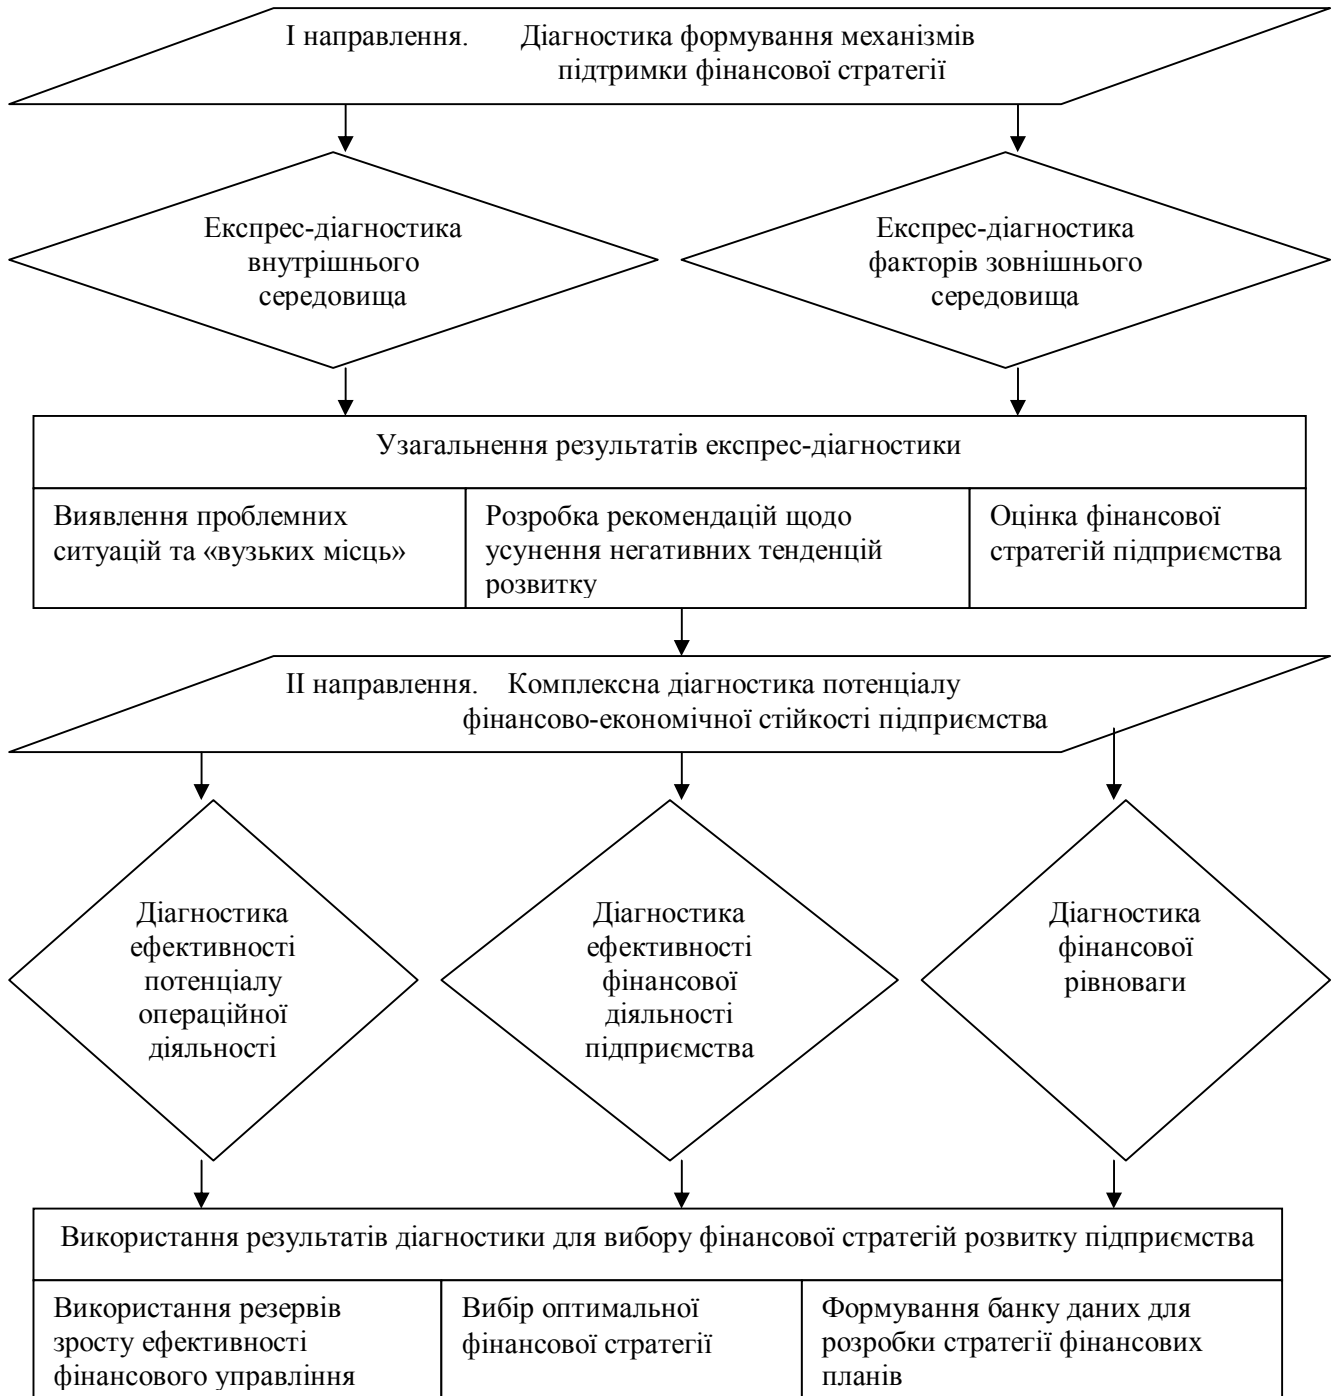 І направлення. Діагностика формування механізмів
підтримки фінансової стратегії
Експрес-діагностика
внутрішнього
середовища
Експрес-діагностика
факторів зовнішнього
середовища
Узагальнення результатів експрес-діагностики
Виявлення проблемних
ситуацій та «вузьких місць»
Розробка рекомендацій щодо
усунення негативних тенденцій
розвитку
Оцінка фінансової
стратегій підприємства
ІІ направлення. Комплексна діагностика потенціалу
фінансово-економічної стійкості підприємства
Діагностика
ефективності
потенціалу
операційної
діяльності
Діагностика
ефективності
фінансової
діяльності
підприємства
Діагностика
фінансової
рівноваги
Використання результатів діагностики для вибору фінансової стратегій розвитку підприємства
Використання резервів
зросту ефективності
фінансового управління
Вибір оптимальної
фінансової стратегії
Формування банку даних для
розробки стратегії фінансових
планів